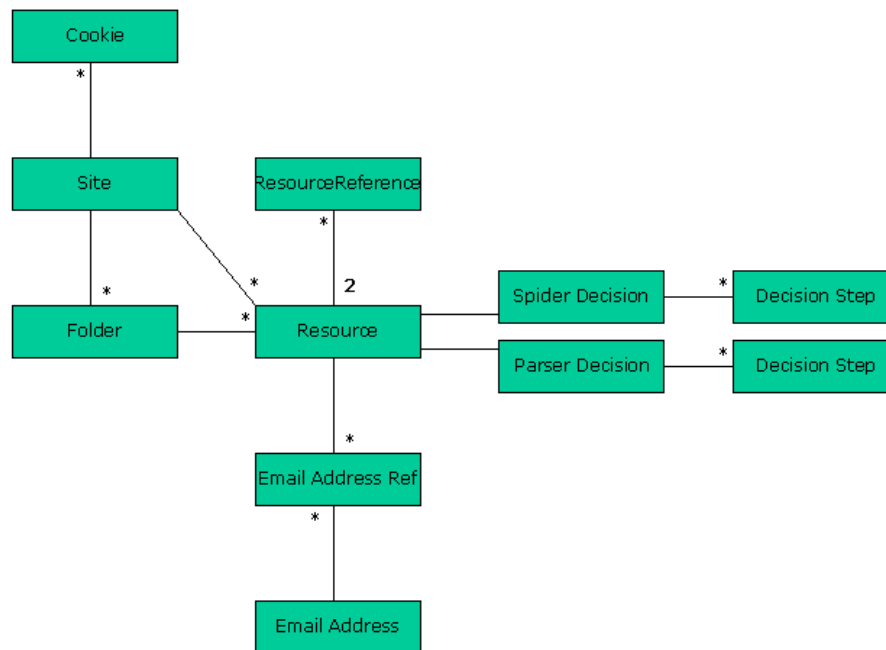 Cookie
*
Site
ResourceReference
*
*
*
2
*
Spider Decision
*
Decision Step
Folder
Resource
*
Parser Decision
*
Decision Step
*
Email Address Ref
*
Email Address